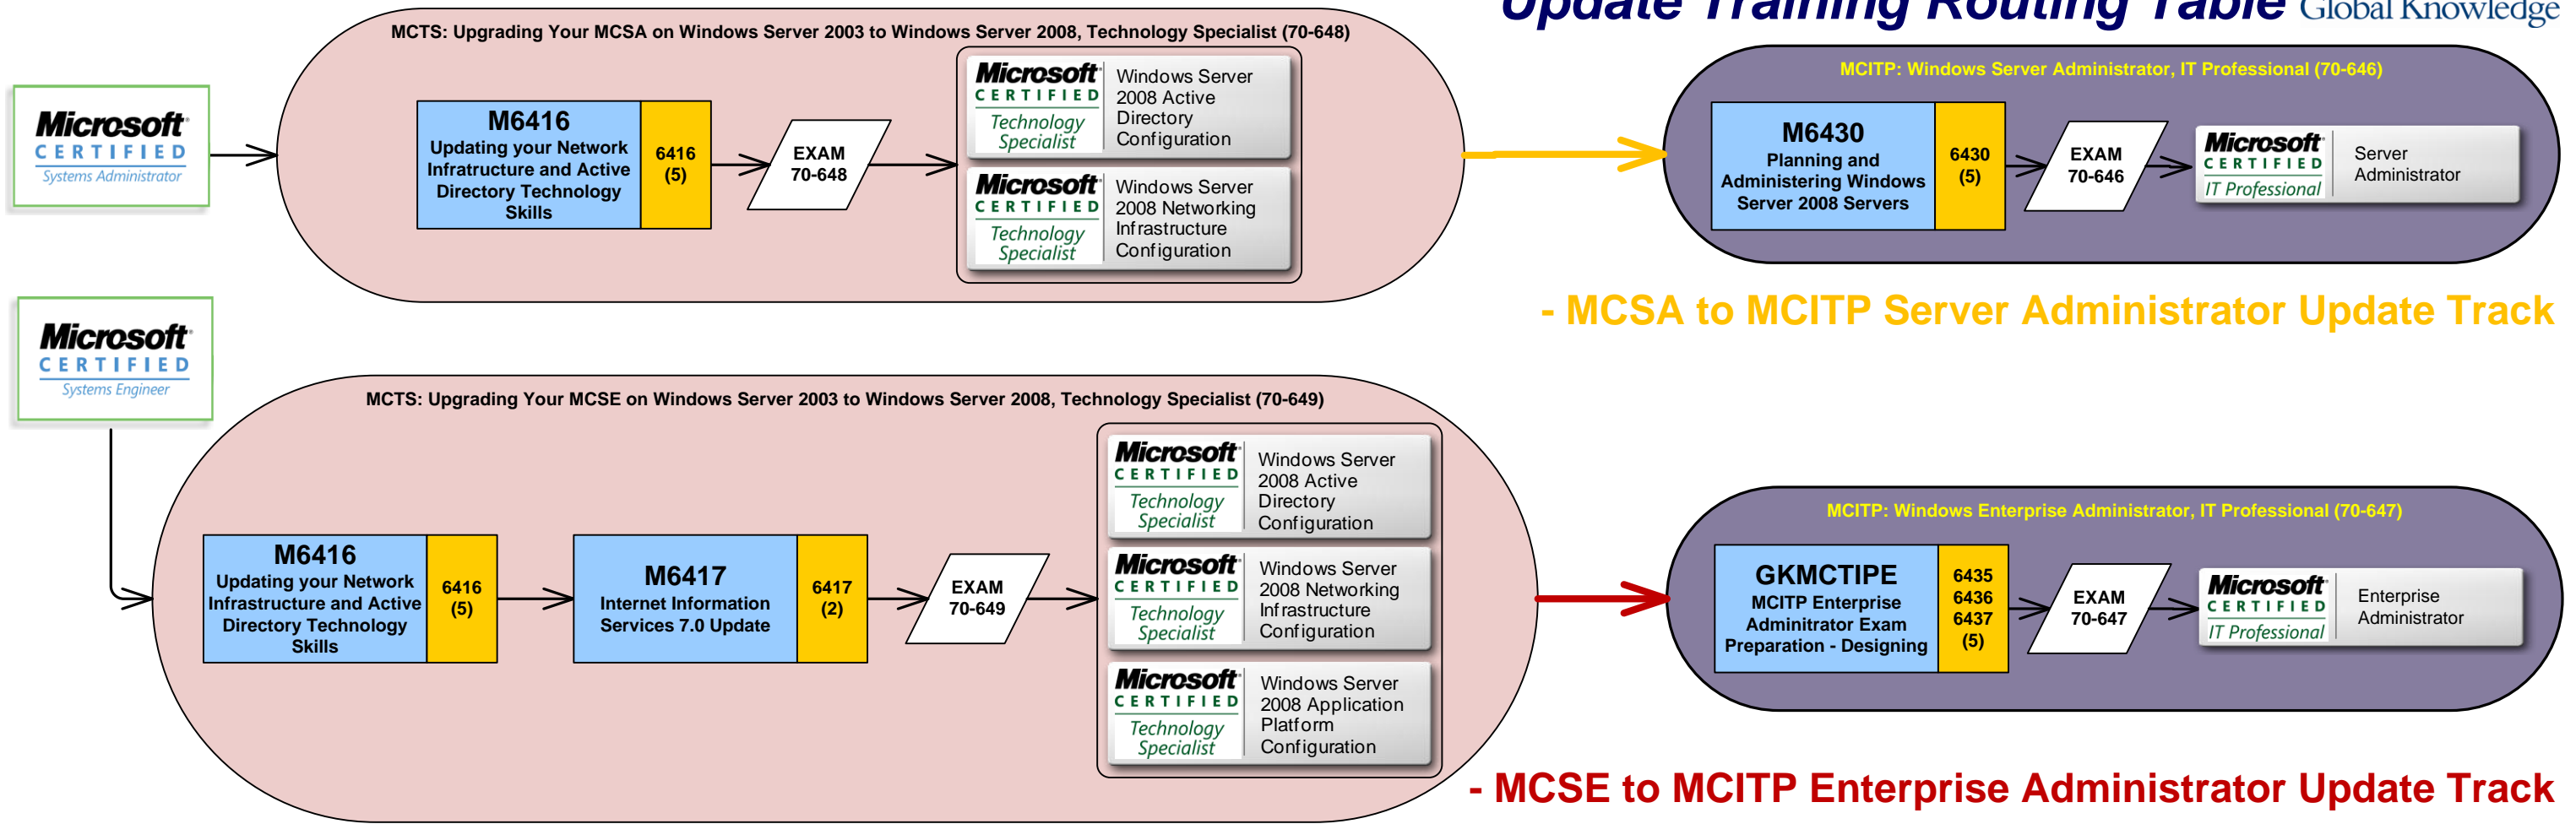 Update Training Routing Table
Global Knowledge
MCTS: Upgrading Your MCSA on Windows Server 2003 to Windows Server 2008, Technology Specialist (70-648)
Microsoft
CERTIFIED
Systems Administrator
M6416
Updating your Network
Infratructure and Active
Directory Technology
Skills
6416
(5)
EXAM
70-648
Microsoft
CERTIFIED
Technology
Specialist
Windows Server
2008 Active
Directory
Configuration
Microsoft
CERTIFIED
Technology
Specialist
Windows Server
2008 Networking
Infrastructure
Configuration
MCITP: Windows Server Administrator, IT Professional (70-646)
M6430
Planning and
Administering Windows
Server 2008 Servers
6430
(5)
EXAM
70-646
Microsoft
CERTIFIED
IT Professional
Server
Administrator
- MCSA to MCITP Server Administrator Update Track
Microsoft
CERTIFIED
Systems Engineer
MCTS: Upgrading Your MCSE on Windows Server 2003 to Windows Server 2008, Technology Specialist (70-649)
M6416
Updating your Network
Infrastructure and Active
Directory Technology
Skills
6416
(5)
M6417
Internet Information
Services 7.0 Update
6417
(2)
EXAM
70-649
Microsoft
CERTIFIED
Technology
Specialist
Windows Server
2008 Active
Directory
Configuration
Microsoft
CERTIFIED
Technology
Specialist
Windows Server
2008 Networking
Infrastructure
Configuration
Microsoft
CERTIFIED
Technology
Specialist
Windows Server
2008 Application
Platform
Configuration
MCITP: Windows Enterprise Administrator, IT Professional (70-647)
GKMCTIPE
MCITP Enterprise
Adminitrator Exam
Preparation - Designing
6435
6436
6437
(5)
EXAM
70-647
Microsoft
CERTIFIED
IT Professional
Enterprise
Administrator
- MCSE to MCITP Enterprise Administrator Update Track